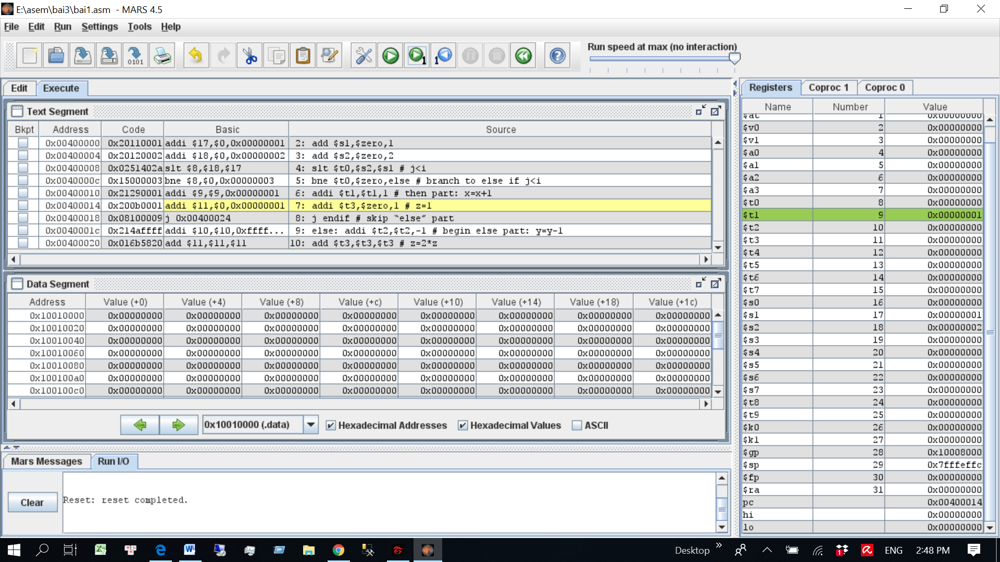 E:\asem\bai3\bai1.asm - MARS 4.5
File Edit Run Settings Tools Help
0101
1
1
Run speed at max (no interaction)
Edit Execute
Text Segment
Bkpt Address Code Basic Source
0x00400000 0x20110001 addi $17,$0,0x00000001 2: add $s1,$zero,1
0x00400004 0x20120002 addi $18,$0,0x00000002 3: add $s2,$zero,2
0x00400008 0x0251402a slt $8,$18,$17 4: slt $t0,$s2,$s1 # j<i
0x0040000c 0x15000003 bne $8,$0,0x00000003 5: bne $t0,$zero,else # branch to else if j<i
0x00400010 0x21290001 addi $9,$9,0x00000001 6: addi $t1,$t1,1 # then part: x=x+1
0x00400014 0x200b0001 addi $11,$0,0x00000001 7: addi $t3,$zero,1 # z=1
0x00400018 0x08100009 j 0x00400024 8: j endif # skip “else” part
0x0040001c 0x214affff addi $10,$10,0xffff... 9: else: addi $t2,$t2,-1 # begin else part: y=y-1
0x00400020 0x016b5820 add $11,$11,$11 10: add $t3,$t3,$t3 # z=2*z
Data Segment
Address Value (+0) Value (+4) Value (+8) Value (+c) Value (+10) Value (+14) Value (+18) Value (+1c)
0x10010000 0x00000000 0x00000000 0x00000000 0x00000000 0x00000000 0x00000000 0x00000000 0x00000000
0x10010020 0x00000000 0x00000000 0x00000000 0x00000000 0x00000000 0x00000000 0x00000000 0x00000000
0x10010040 0x00000000 0x00000000 0x00000000 0x00000000 0x00000000 0x00000000 0x00000000 0x00000000
0x10010060 0x00000000 0x00000000 0x00000000 0x00000000 0x00000000 0x00000000 0x00000000 0x00000000
0x10010080 0x00000000 0x00000000 0x00000000 0x00000000 0x00000000 0x00000000 0x00000000 0x00000000
0x100100a0 0x00000000 0x00000000 0x00000000 0x00000000 0x00000000 0x00000000 0x00000000 0x00000000
0x100100c0 0x00000000 0x00000000 0x00000000 0x00000000 0x00000000 0x00000000 0x00000000 0x00000000
0x10010000 (.data) Hexadecimal Addresses Hexadecimal Values ASCII
Mars Messages Run I/O
Clear
Reset: reset completed.
Registers Coproc 1 Coproc 0
Name Number Value
$at 1 0x00000000
$v0 2 0x00000000
$v1 3 0x00000000
$a0 4 0x00000000
$a1 5 0x00000000
$a2 6 0x00000000
$a3 7 0x00000000
$t0 8 0x00000000
$t1 9 0x00000001
$t2 10 0x00000000
$t3 11 0x00000000
$t4 12 0x00000000
$t5 13 0x00000000
$t6 14 0x00000000
$t7 15 0x00000000
$s0 16 0x00000000
$s1 17 0x00000001
$s2 18 0x00000002
$s3 19 0x00000000
$s4 20 0x00000000
$s5 21 0x00000000
$s6 22 0x00000000
$s7 23 0x00000000
$t8 24 0x00000000
$t9 25 0x00000000
$k0 26 0x00000000
$k1 27 0x00000000
$gp 28 0x10008000
$sp 29 0x7fffeffc
$fp 30 0x00000000
$ra 31 0x00000000
pc 0x00400014
hi 0x00000000
lo 0x00000000
Desktop » 1 ENG 2:48 PM